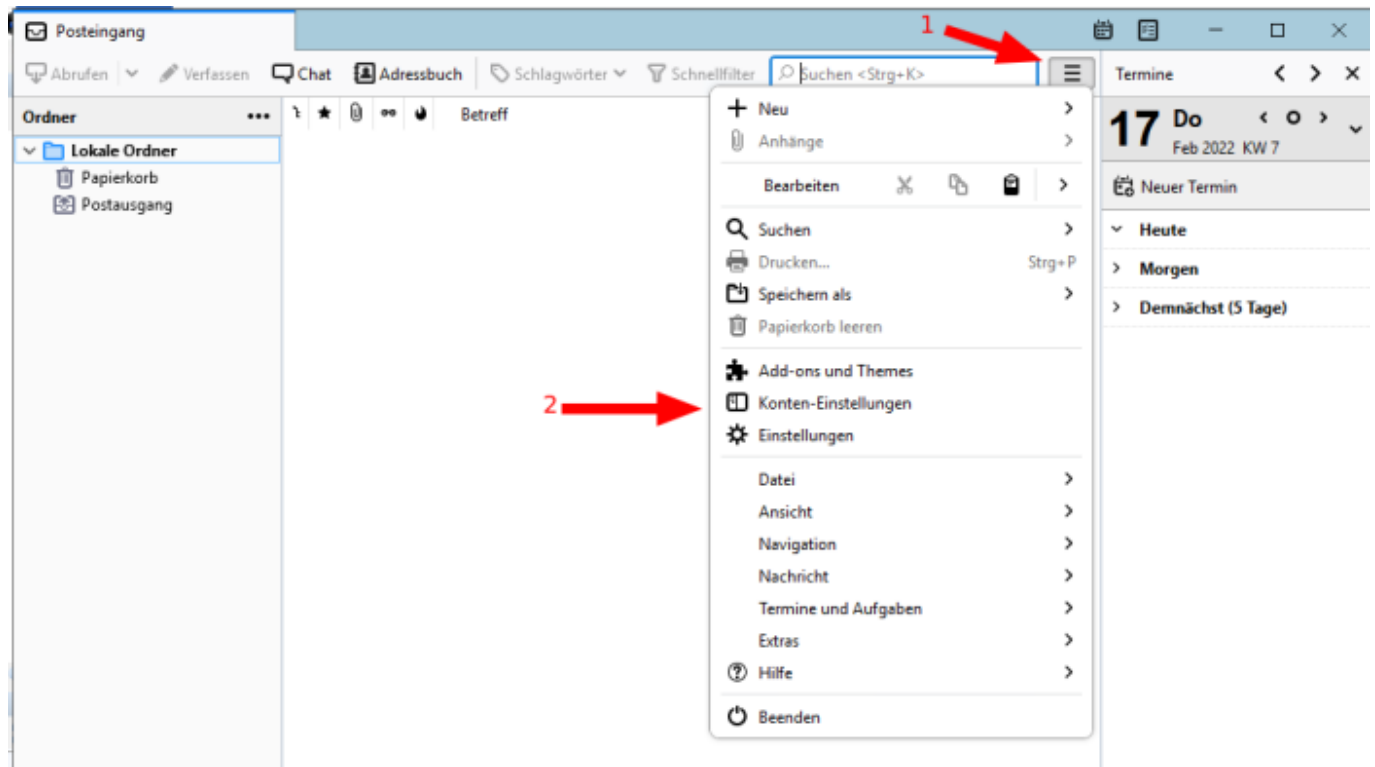 Posteingang
1
Abrufen Verfassen Chat Adressbuch Schlagwörter Schnellfilter Suchen <Strg+K>
Termine
Ordner
Betreff
Lokale Ordner
Papierkorb
Postausgang
Neu
Anhänge
Bearbeiten
Suchen
Drucken... Strg+P
Speichern als
Papierkorb leeren
Add-ons und Themes
2
Konten-Einstellungen
Einstellungen
Datei
Ansicht
Navigation
Nachricht
Termine und Aufgaben
Extras
Hilfe
Beenden
17 Do
Feb 2022 KW 7
Neuer Termin
Heute
Morgen
Demnächst (5 Tage)